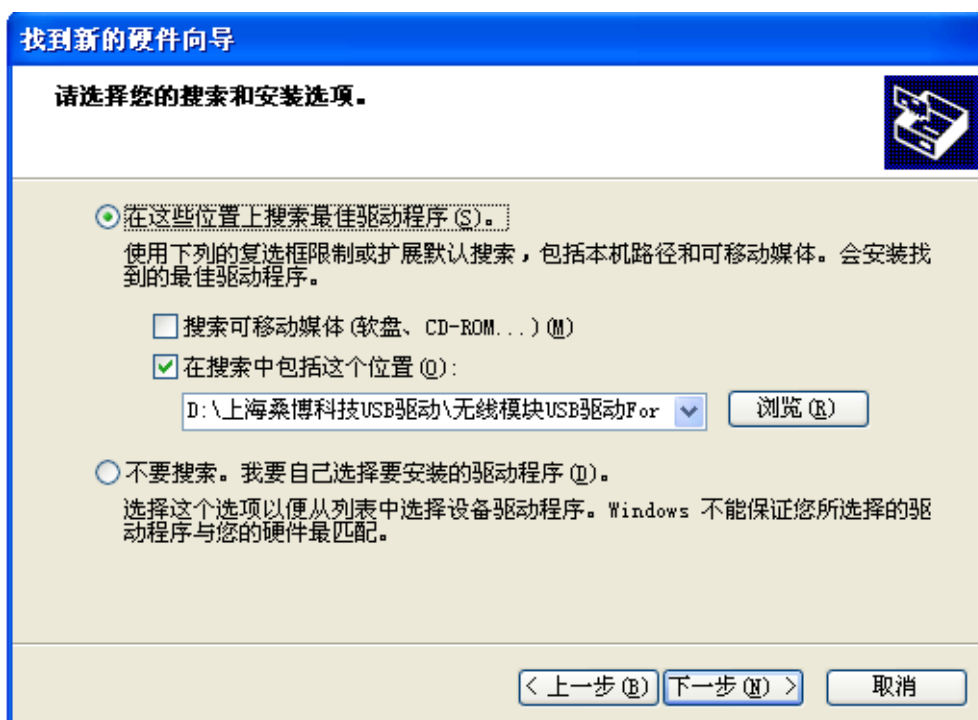 找到新的硬件向导
请选择您的搜索和安装选项。
在这些位置上搜索最佳驱动程序(S)。
使用下列的复选框限制或扩展默认搜索，包括本机路径和可移动媒体。会安装找
到的最佳驱动程序。
搜索可移动媒体(软盘、CD-ROM...)(M)
在搜索中包括这个位置(O):
D:\上海桑博科技USB驱动\无线模块USB驱动For
浏览(R)
不要搜索。我要自己选择要安装的驱动程序(D)。
选择这个选项以便从列表中选择设备驱动程序。Windows 不能保证您所选择的驱
动程序与您的硬件最匹配。
< 上一步(B) 下一步(N) > 取消